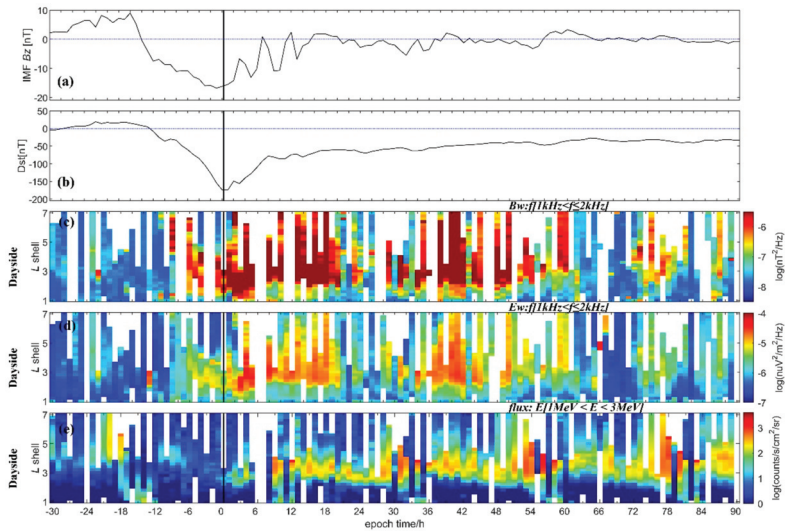 10
0
-10
-20
IMF Bz [nT]
(a)
50
0
-50
-100
-150
-200
Dst[nT]
(b)
Bw:f[1kHz<f≤2kHz]
Dayside
L shell
7
5
3
1
(c)
-6
-7
-8
log(nT²/Hz)
Ew:f[1kHz<f≤2kHz]
Dayside
L shell
7
5
3
1
(d)
-4
-5
-6
-7
log(muV²/m²/Hz)
flux: E[1MeV < E < 3MeV]
Dayside
L shell
7
5
3
1
(e)
3
2
1
0
log(counts/s/cm²/sr)
-30 -24 -18 -12 -6 0 6 12 18 24 30 36 42 48 54 60 66 72 78 84 90
epoch time/h